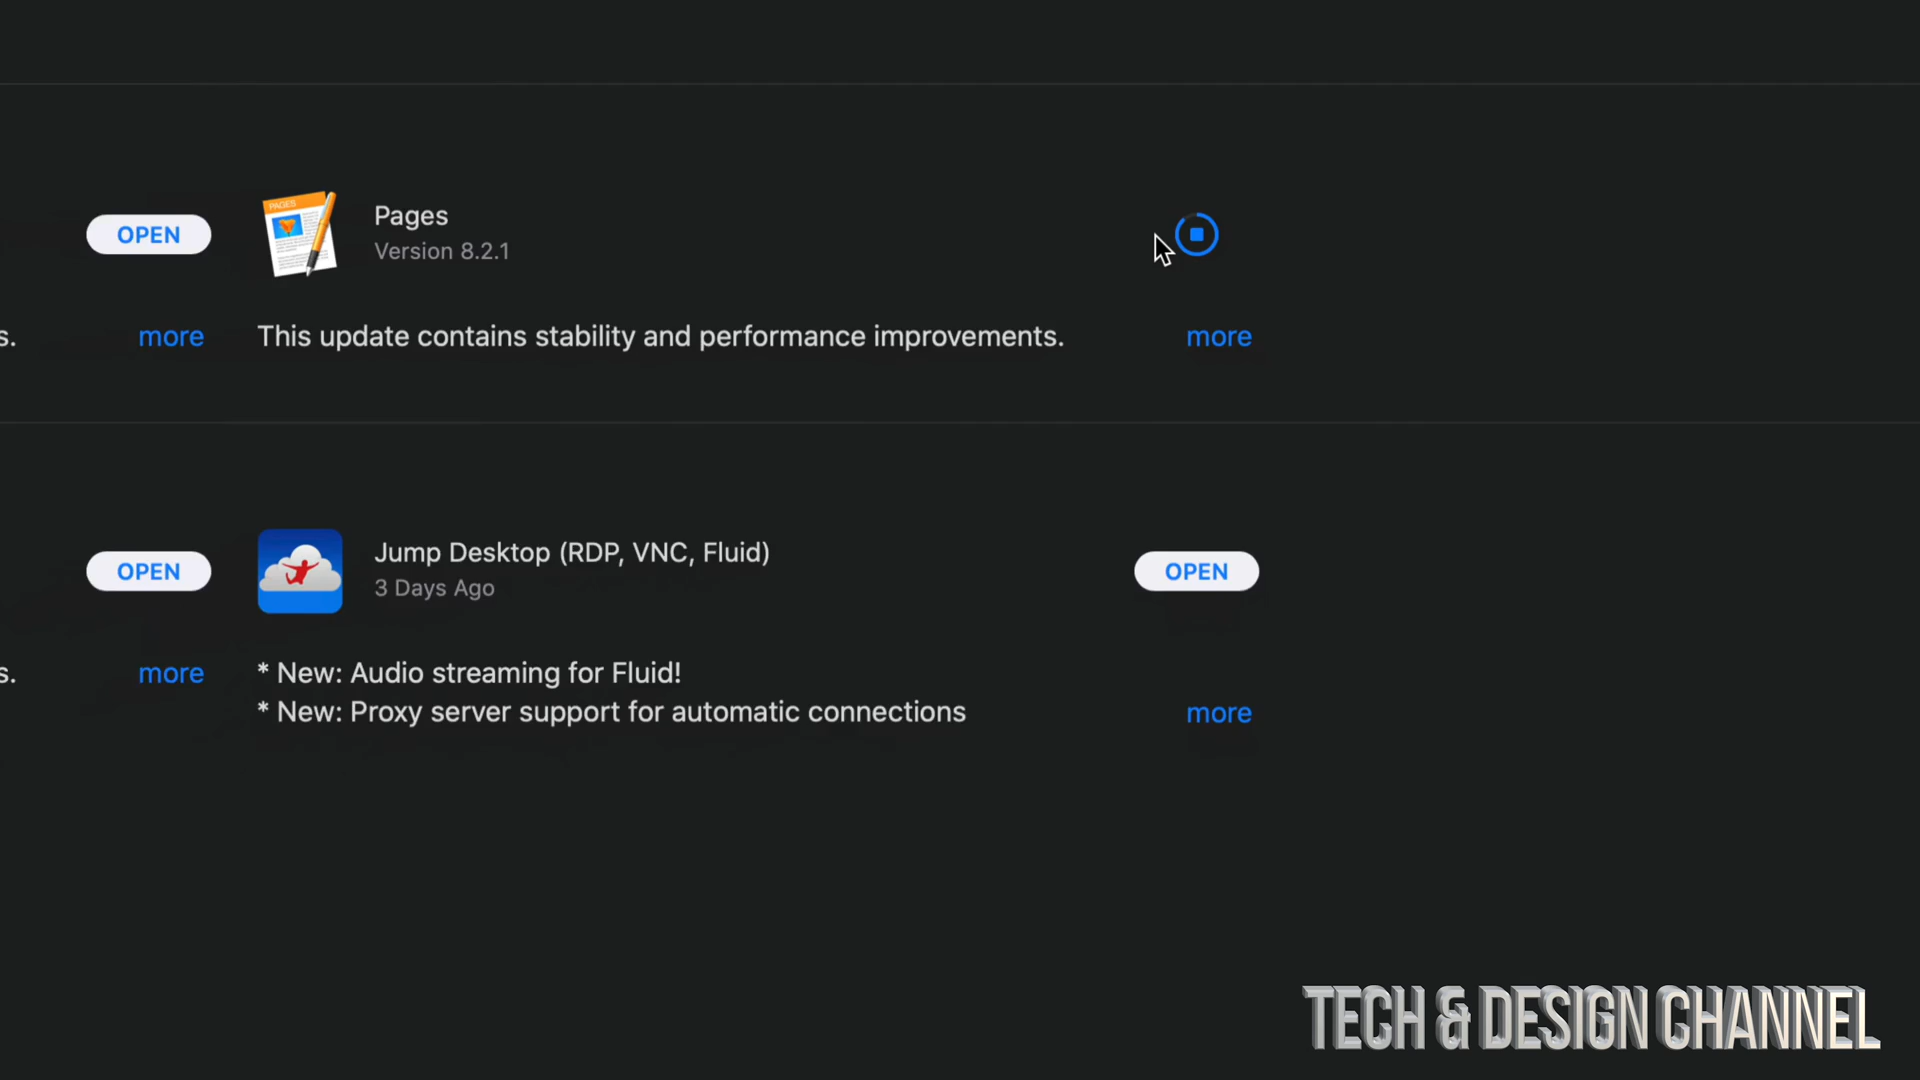 OPEN
PAGES
Pages
Version 8.2.1
s.
more
This update contains stability and performance improvements.
more
OPEN
Jump Desktop (RDP, VNC, Fluid)
3 Days Ago
OPEN
s.
more
* New: Audio streaming for Fluid!
* New: Proxy server support for automatic connections
more
TECH & DESIGN CHANNEL